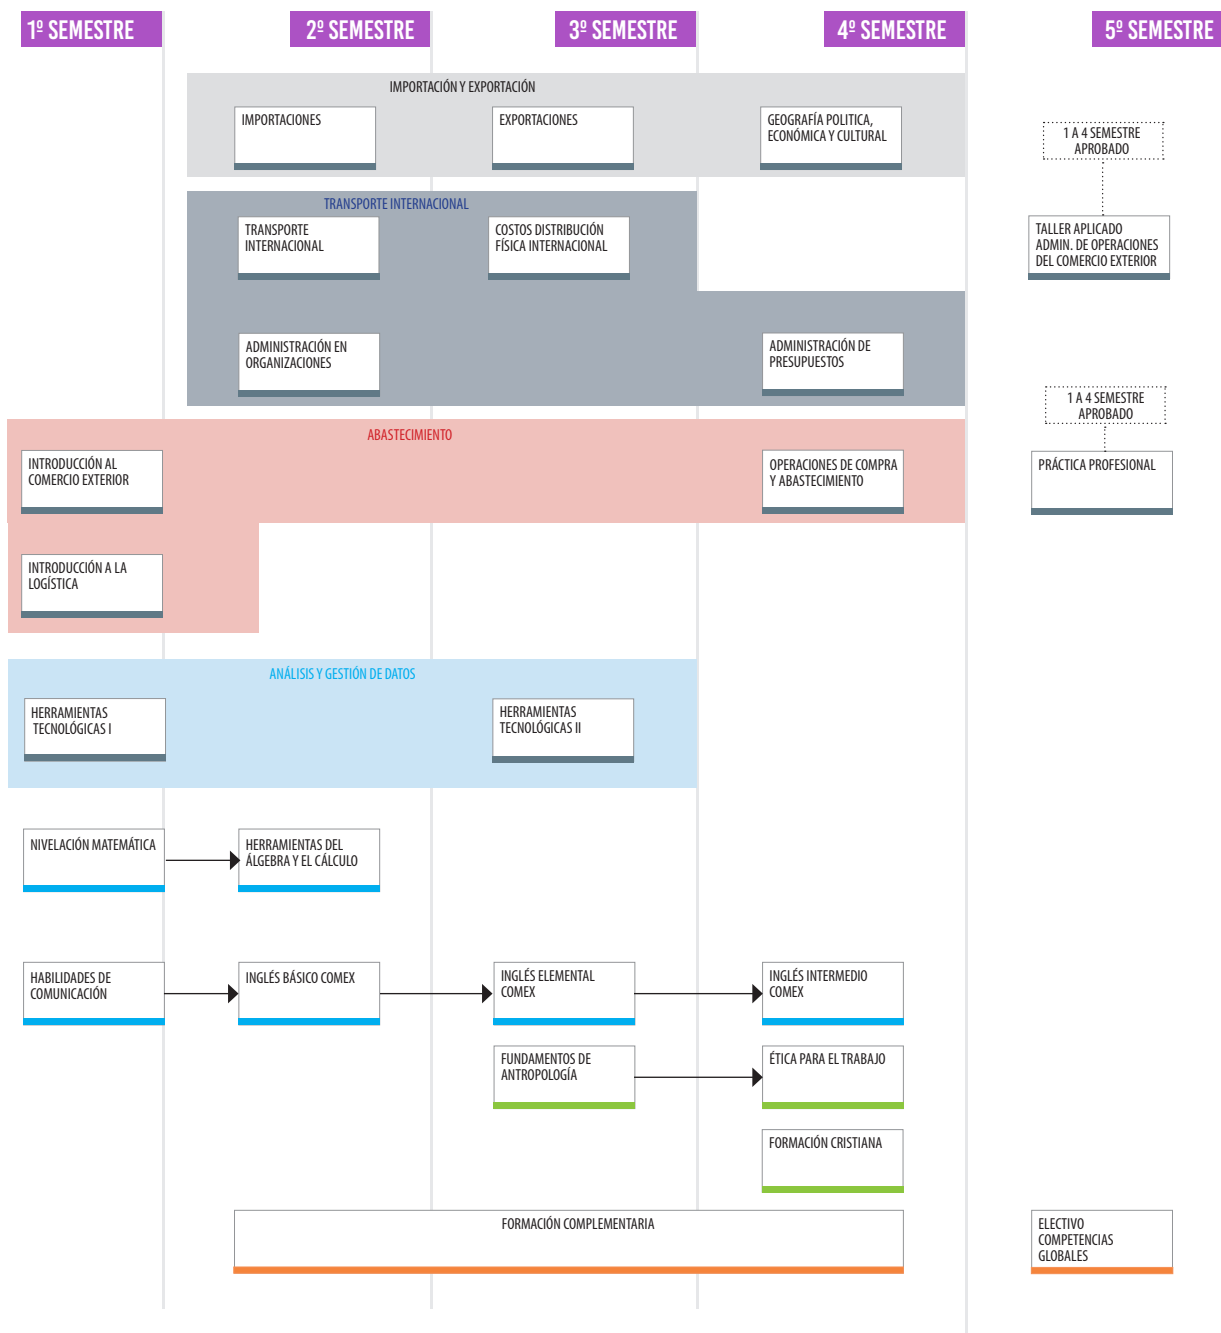 1º SEMESTRE
2º SEMESTRE
3º SEMESTRE
4º SEMESTRE
5º SEMESTRE
IMPORTACIÓN Y EXPORTACIÓN
IMPORTACIONES
EXPORTACIONES
GEOGRAFÍA POLITICA,
ECONÓMICA Y CULTURAL
1 A 4 SEMESTRE
APROBADO
TRANSPORTE INTERNACIONAL
TRANSPORTE
INTERNACIONAL
COSTOS DISTRIBUCIÓN
FÍSICA INTERNACIONAL
TALLER APLICADO
ADMIN. DE OPERACIONES
DEL COMERCIO EXTERIOR
ADMINISTRACIÓN EN
ORGANIZACIONES
ADMINISTRACIÓN DE
PRESUPUESTOS
1 A 4 SEMESTRE
APROBADO
ABASTECIMIENTO
INTRODUCCIÓN AL
COMERCIO EXTERIOR
OPERACIONES DE COMPRA
Y ABASTECIMIENTO
PRÁCTICA PROFESIONAL
INTRODUCCIÓN A LA
LOGÍSTICA
ANÁLISIS Y GESTIÓN DE DATOS
HERRAMIENTAS
TECNOLÓGICAS I
HERRAMIENTAS
TECNOLÓGICAS II
NIVELACIÓN MATEMÁTICA
HERRAMIENTAS DEL
ÁLGEBRA Y EL CÁLCULO
HABILIDADES DE
COMUNICACIÓN
INGLÉS BÁSICO COMEX
INGLÉS ELEMENTAL
COMEX
INGLÉS INTERMEDIO
COMEX
FUNDAMENTOS DE
ANTROPOLOGÍA
ÉTICA PARA EL TRABAJO
FORMACIÓN CRISTIANA
FORMACIÓN COMPLEMENTARIA
ELECTIVO
COMPETENCIAS
GLOBALES